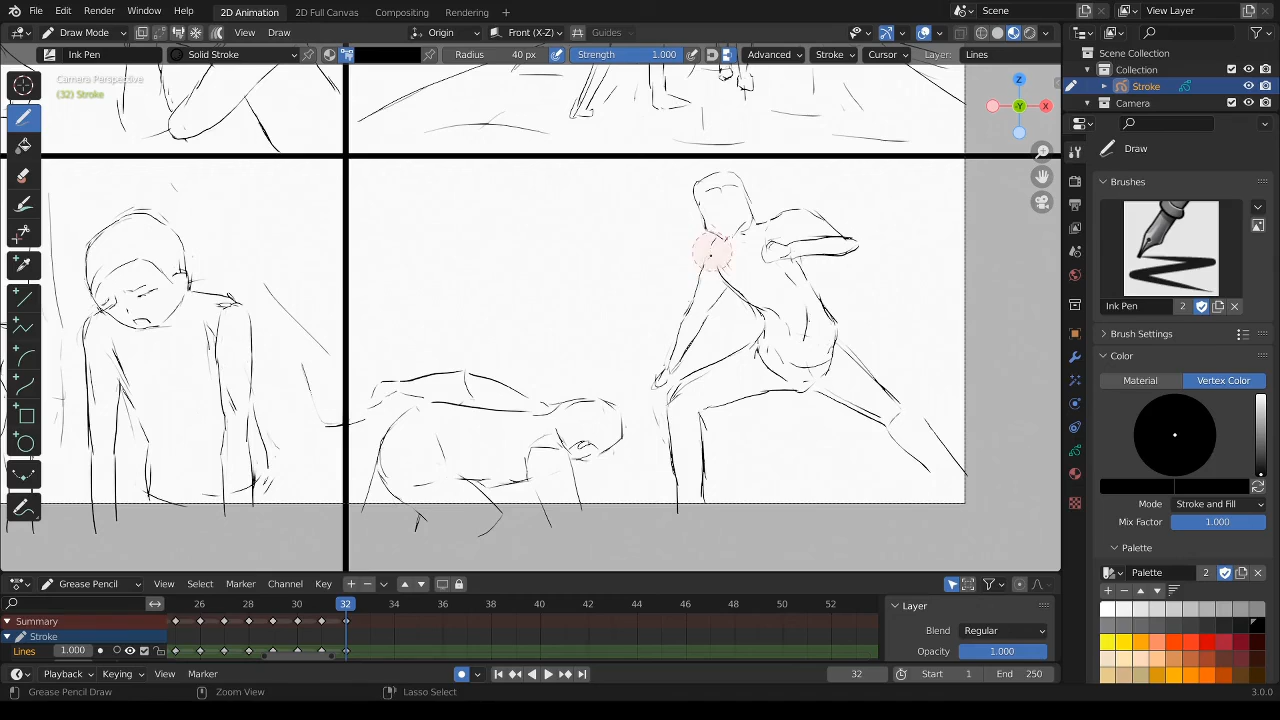 File Edit Render Window Help 2D Animation 2D Full Canvas Compositing Rendering + Scene View Layer
Draw Mode View Draw Origin Front (X-Z) Guides
Ink Pen Solid Stroke Radius 40 px Strength 1.000 Advanced Stroke Cursor Layer: Lines
Scene Collection
Collection
Stroke
Camera
Camera Perspective
(32) Stroke
Z
Y
X
Draw
Brushes
Ink Pen 2
Brush Settings
Color
Material Vertex Color
Mode Stroke and Fill
Mix Factor 1.000
Palette
Palette 2
Grease Pencil View Select Marker Channel Key
26 28 30 32 34 36 38 40 42 44 46 48 50 52
Summary
Stroke
Lines 1.000
Layer
Blend Regular
Opacity 1.000
Playback Keying View Marker 32 Start 1 End 250
Grease Pencil Draw Zoom View Lasso Select 3.0.0